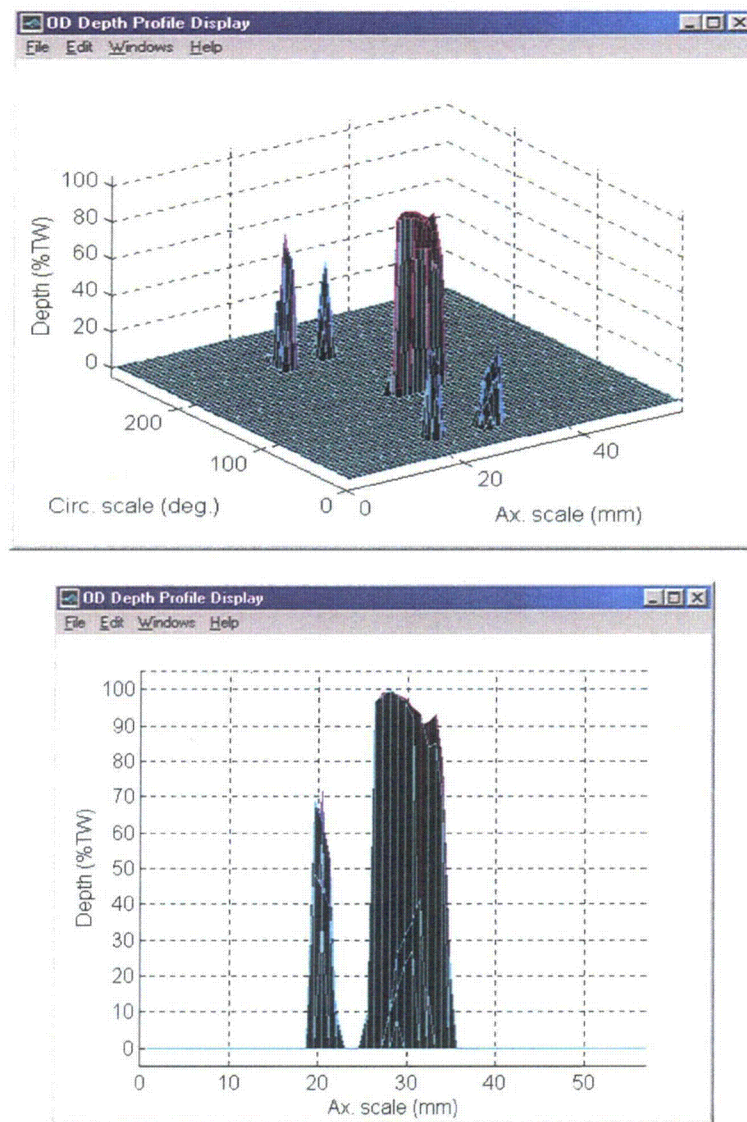 OD Depth Profile Display
File Edit Windows Help
100
80
60
40
20
0
Depth (%TW)
200
100
0
Circ. scale (deg.)
0
20
40
Ax. scale (mm)
OD Depth Profile Display
File Edit Windows Help
100
90
80
70
60
50
40
30
20
10
0
Depth (%TW)
0 10 20 30 40 50
Ax. scale (mm)